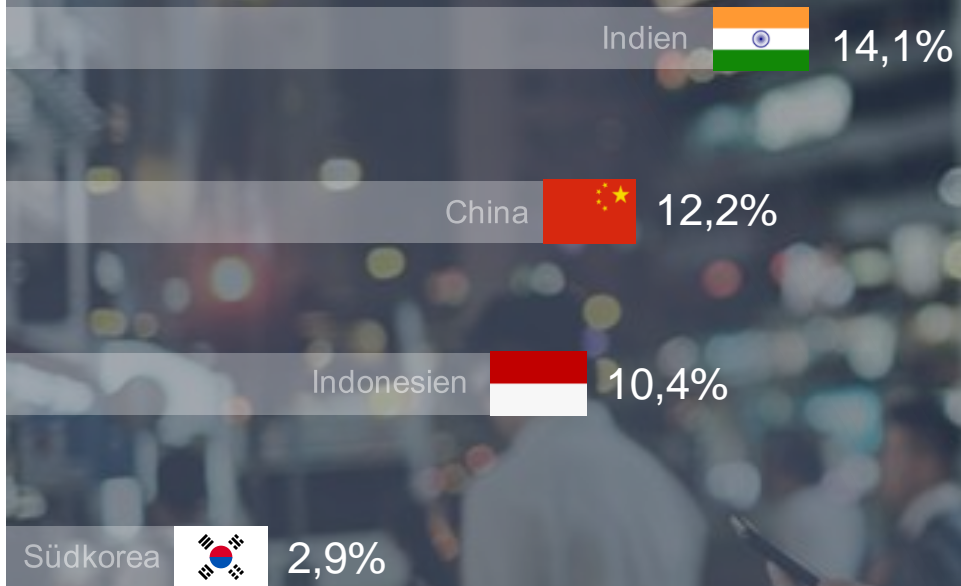 Indien 14,1%
China 12,2%
Indonesien 10,4%
Südkorea 2,9%